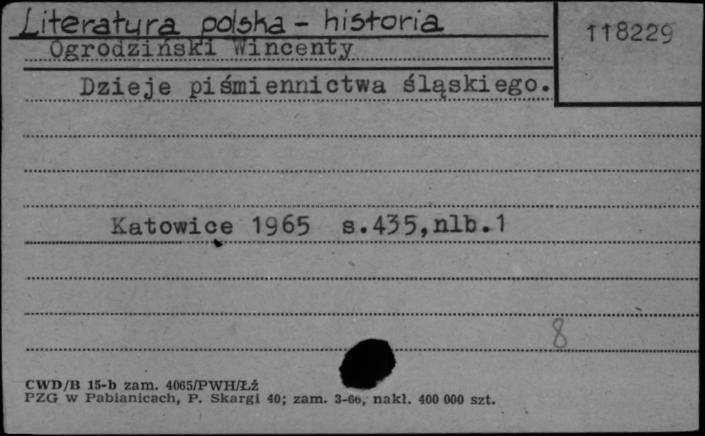 Literatura polska - historia
118229
Ogrodziński Wincenty
Dzieje piśmiennictwa śląskiego.
Katowice 1965 s.435,nlb.1
8
CWD/B 15-b zam. 4065/PWH/ŁŻ
PZG w Pabianicach, P. Skargi 40; zam. 3-66, nakł. 400 000 szt.